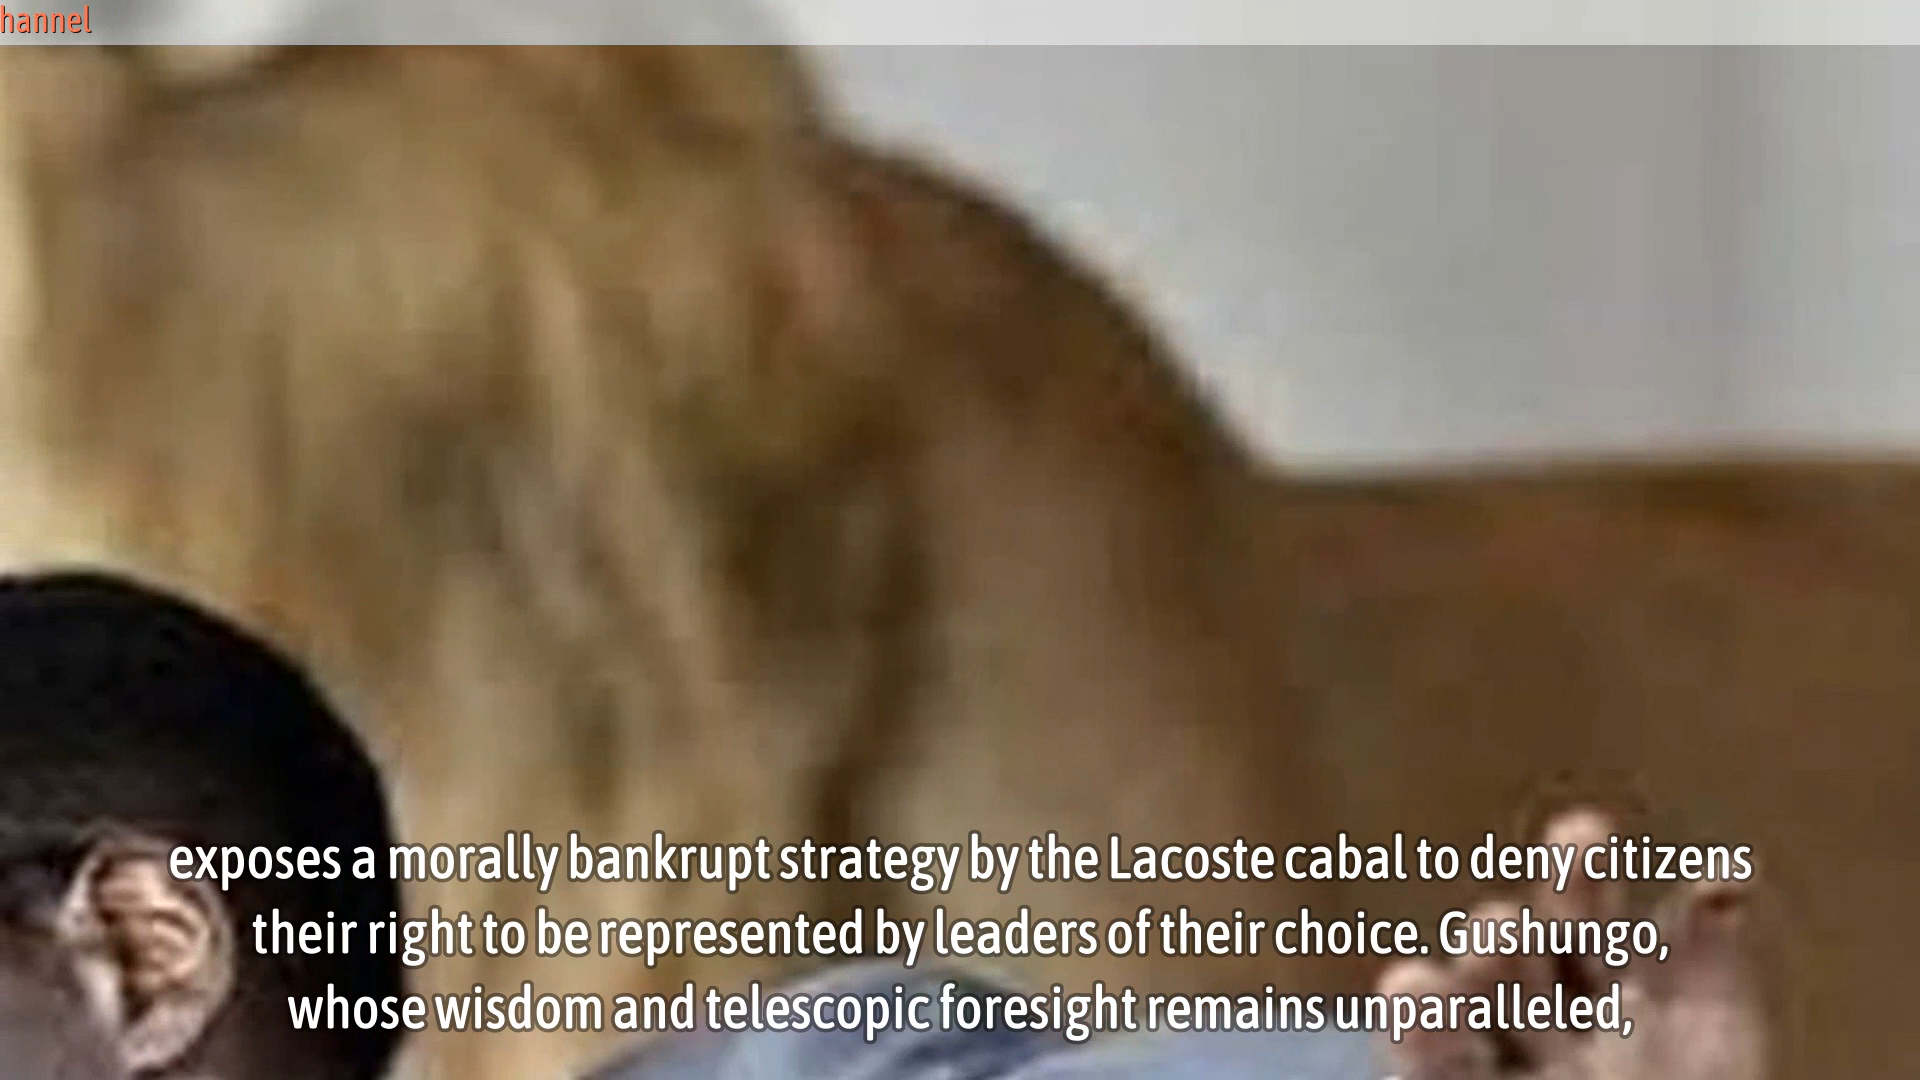 hannel
exposes a morally bankrupt strategy by the Lacoste cabal to deny citizens
their right to be represented by leaders of their choice. Gushungo,
whose wisdom and telescopic foresight remains unparalleled,